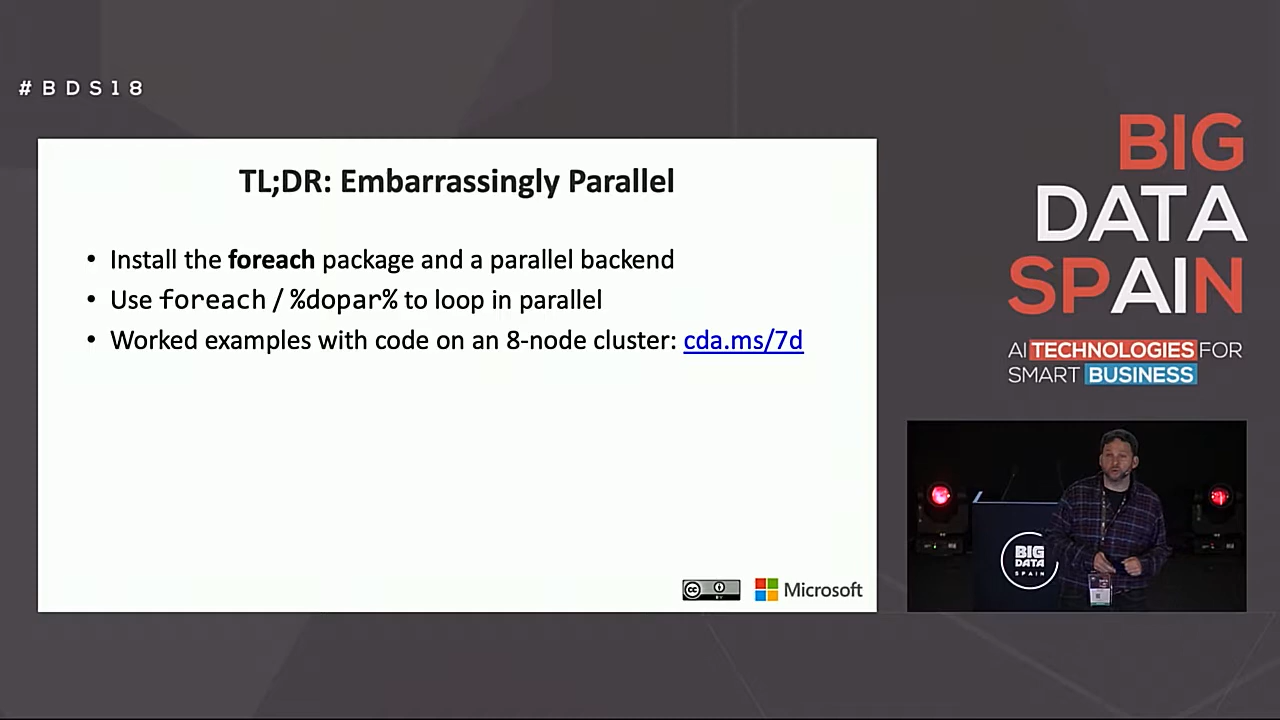 #BDS18
TL;DR: Embarrassingly Parallel
• Install the foreach package and a parallel backend
• Use foreach / %dopar% to loop in parallel
• Worked examples with code on an 8-node cluster: cda.ms/7d
cc BY
Microsoft
BIG
DATA
SPAIN
AI TECHNOLOGIES FOR
SMART BUSINESS
BIG
DATA
SPAIN